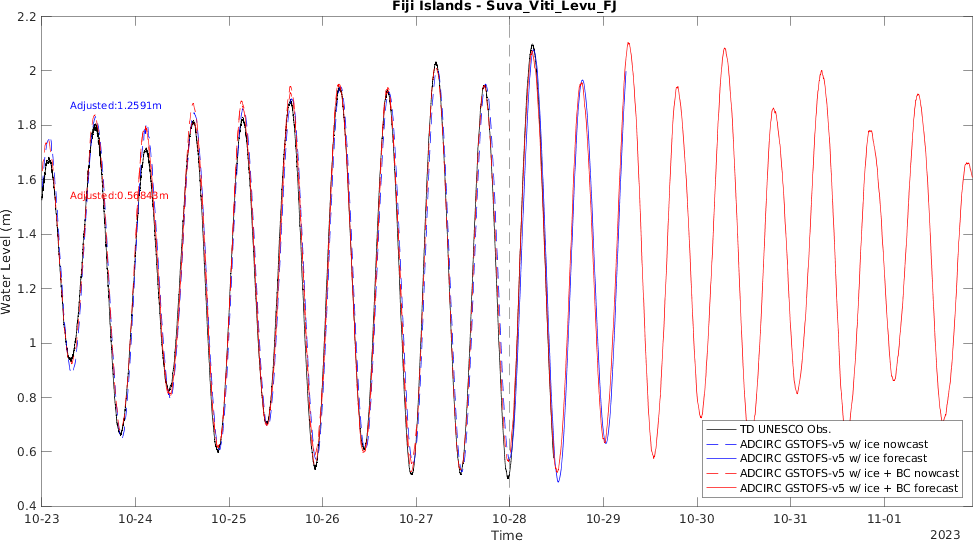 Fiji Islands - Suva_Viti_Levu_FJ
2.2
2
1.8
1.6
1.4
1.2
1
0.8
0.6
0.4
Water Level (m)
Adjusted:1.2591m
Adjusted:0.56843m
TD UNESCO Obs.
ADCIRC GSTOFS-v5 w/ ice nowcast
ADCIRC GSTOFS-v5 w/ ice forecast
ADCIRC GSTOFS-v5 w/ ice + BC nowcast
ADCIRC GSTOFS-v5 w/ ice + BC forecast
10-23 10-24 10-25 10-26 10-27 10-28 10-29 10-30 10-31 11-01
Time
2023